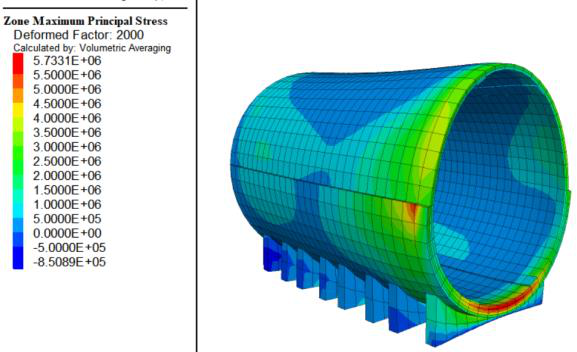 Zone Maximum Principal Stress
Deformed Factor: 2000
Calculated by: Volumetric Averaging
5.7331E+06
5.5000E+06
5.0000E+06
4.5000E+06
4.0000E+06
3.5000E+06
3.0000E+06
2.5000E+06
2.0000E+06
1.5000E+06
1.0000E+06
5.0000E+05
0.0000E+00
-5.0000E+05
-8.5089E+05